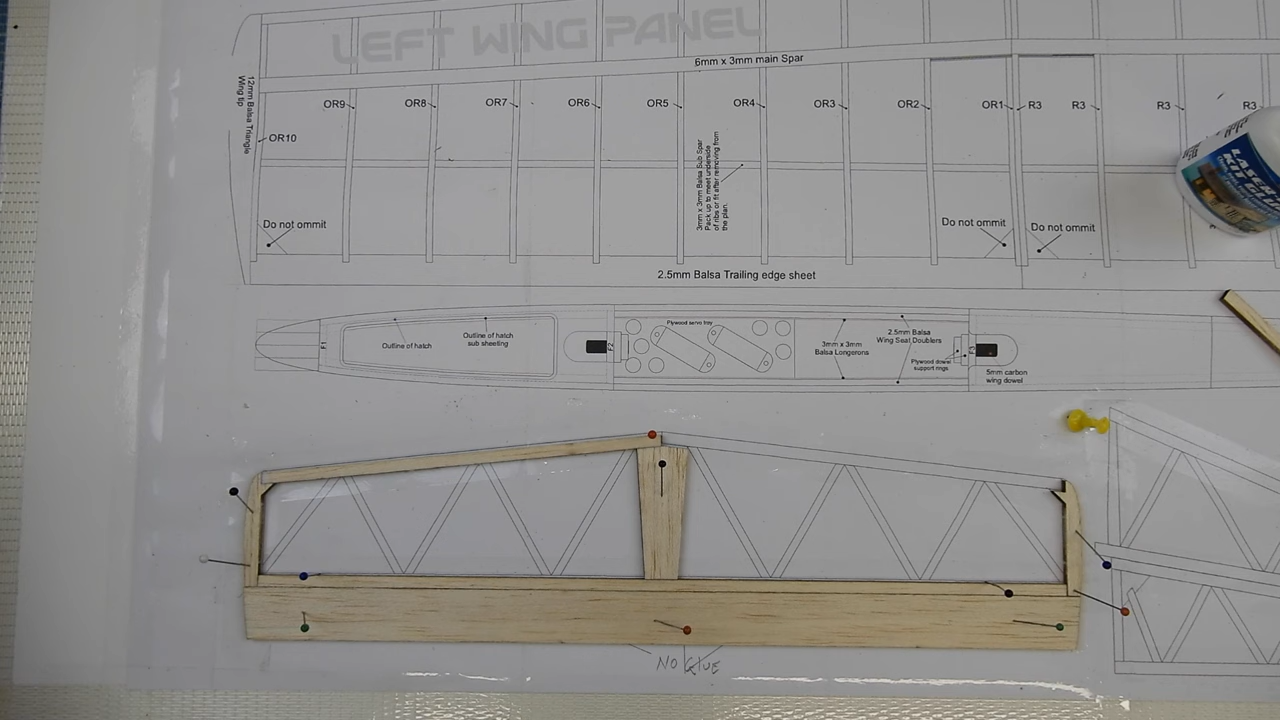 LEFT WING PANEL
6mm x 3mm main Spar
12mm Balsa Triangle
Wing tip
OR10
OR9
OR8
OR7
OR6
OR5
OR4
OR3
OR2
OR1
R3
R3
R3
R3
3mm x 3mm Balsa Sub Spar
Pack up to meet underside
of ribs or fit after removing from
the plan.
Do not ommit
Do not ommit
Do not ommit
2.5mm Balsa Trailing edge sheet
F1
Outline of hatch
Outline of hatch
sub sheeting
F2
Plywood servo tray
3mm x 3mm
Balsa Longerons
2.5mm Balsa
Wing Seat Doublers
Plywood dowel
support rings
F3
5mm carbon
wing dowel
LASER
KIT GLUE
NO GLUE